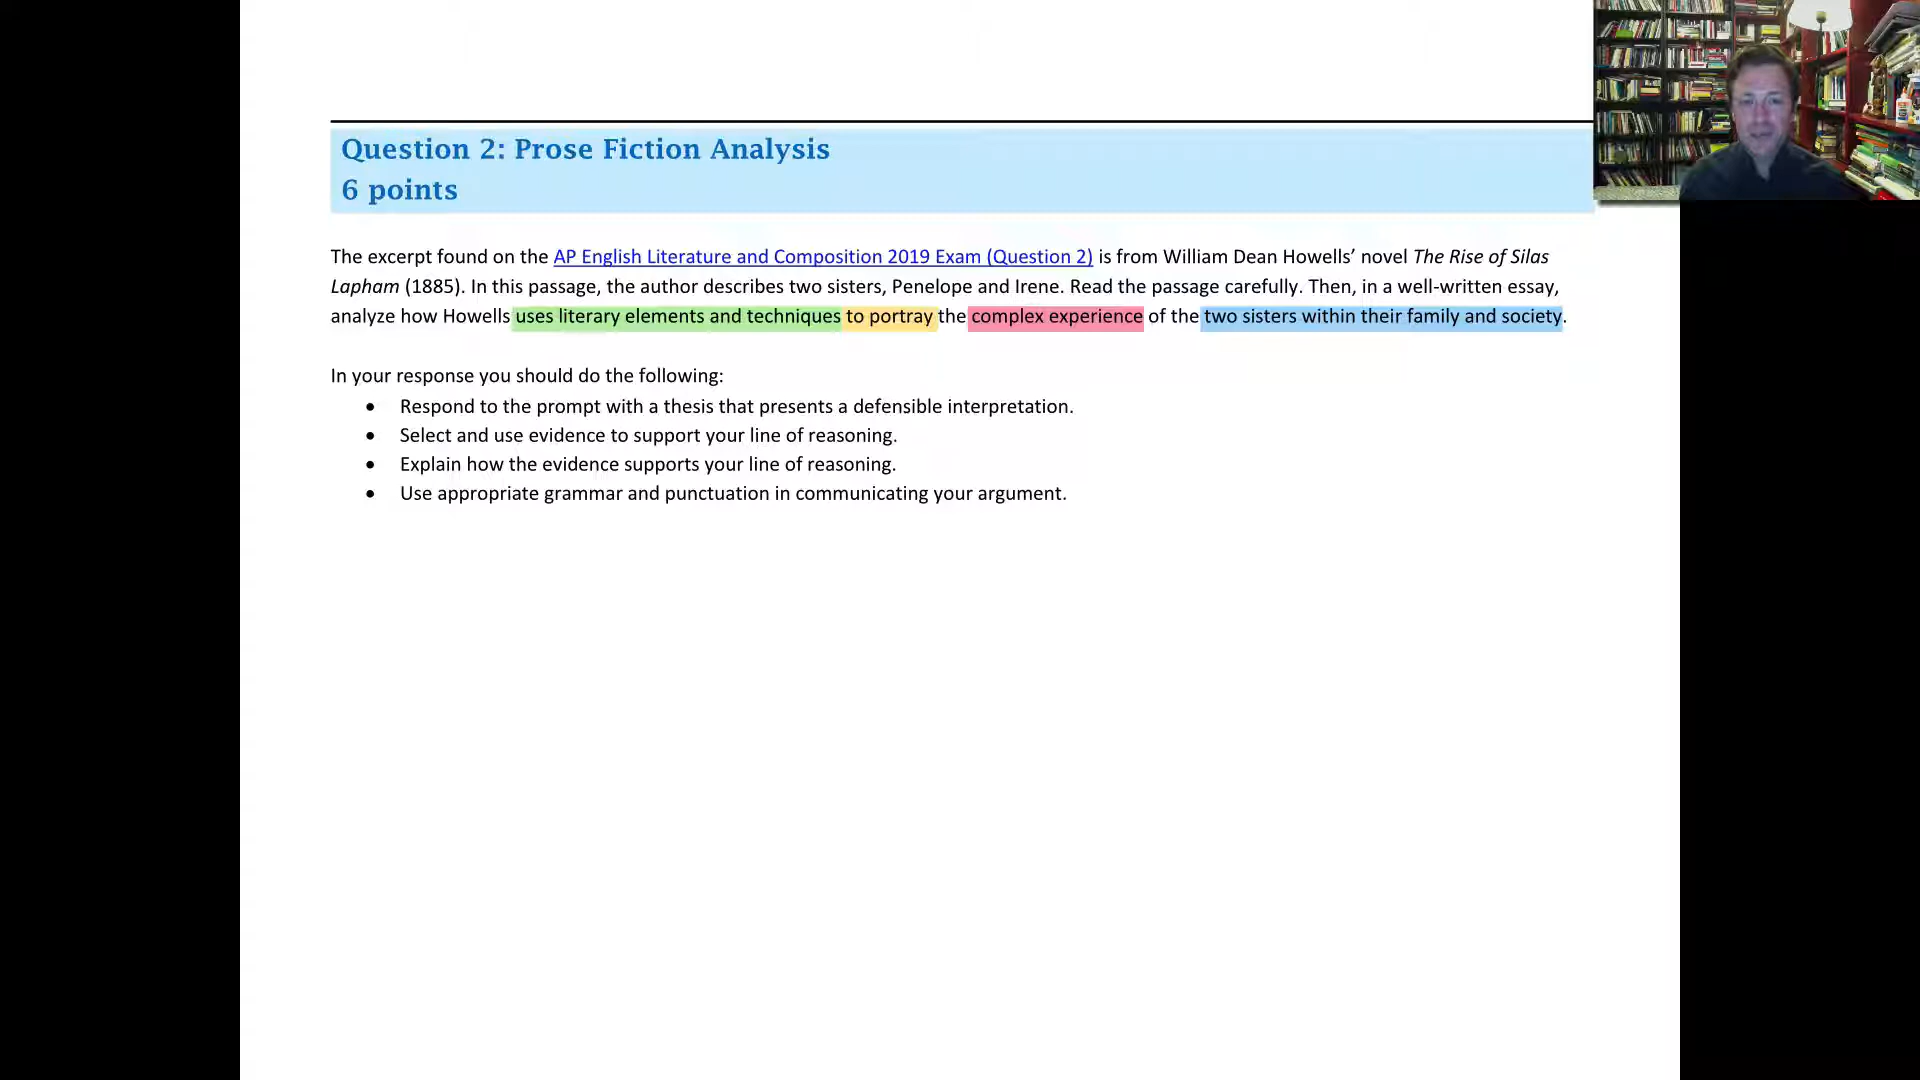 Question 2: Prose Fiction Analysis
6 points
The excerpt found on the AP English Literature and Composition 2019 Exam (Question 2) is from William Dean Howells’ novel The Rise of Silas
Lapham (1885). In this passage, the author describes two sisters, Penelope and Irene. Read the passage carefully. Then, in a well-written essay,
analyze how Howells uses literary elements and techniques to portray the complex experience of the two sisters within their family and society.
In your response you should do the following:
• Respond to the prompt with a thesis that presents a defensible interpretation.
• Select and use evidence to support your line of reasoning.
• Explain how the evidence supports your line of reasoning.
• Use appropriate grammar and punctuation in communicating your argument.